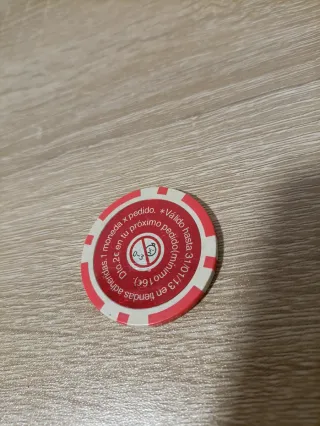 1 moneda x pedido. *Válido hasta 31/01/13 en tiendas adheridas.
Dto. 2€ en tu próximo pedido (mínimo 16€).